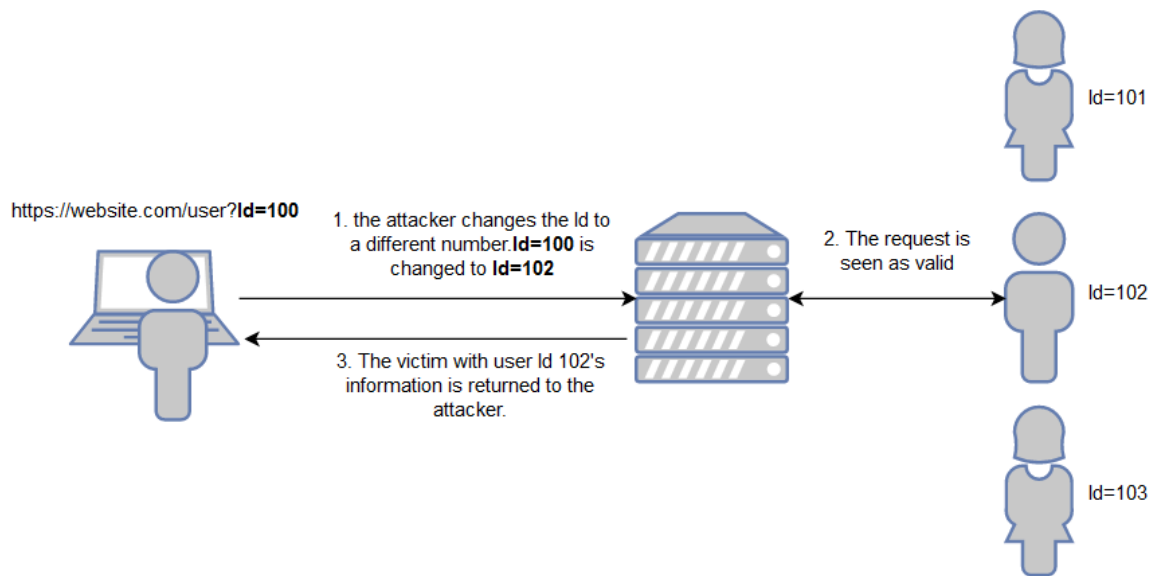 https://website.com/user?Id=100
1. the attacker changes the Id to
a different number.Id=100 is
changed to Id=102
2. The request is
seen as valid
3. The victim with user Id 102's
information is returned to the
attacker.
Id=101
Id=102
Id=103